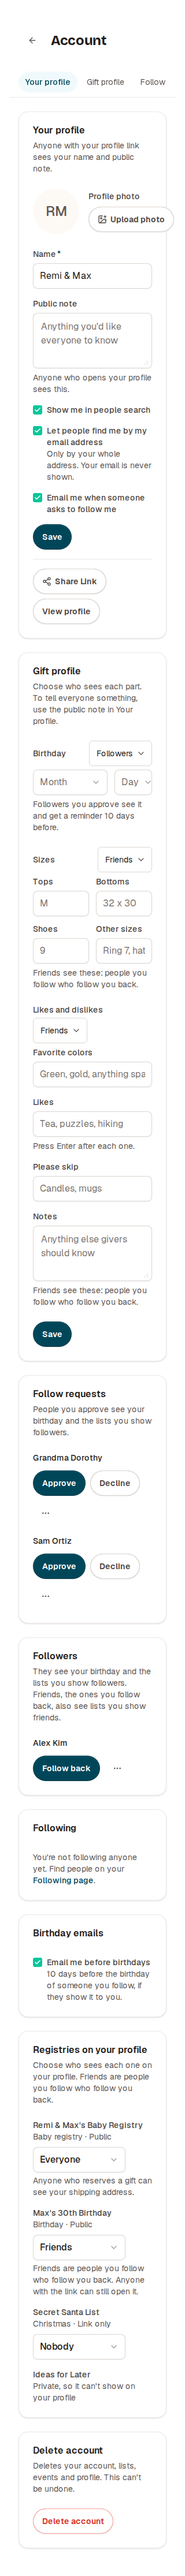 Account
Your profile
Gift profile
Follow
Your profile
Anyone with your profile link
sees your name and public
note.
RM
Profile photo
Upload photo
Name *
Remi & Max
Public note
Anything you'd like
everyone to know
Anyone who opens your profile
sees this.
Show me in people search
Let people find me by my
email address
Only by your whole
address. Your email is never
shown.
Email me when someone
asks to follow me
Save
Share Link
View profile
Gift profile
Choose who sees each part.
To tell everyone something,
use the public note in Your
profile.
Birthday
Followers
Month
Day
Followers you approve see it
and get a reminder 10 days
before.
Sizes
Friends
Tops
Bottoms
M
32 x 30
Shoes
Other sizes
9
Ring 7, hat
Friends see these: people you
follow who follow you back.
Likes and dislikes
Friends
Favorite colors
Green, gold, anything spa
Likes
Tea, puzzles, hiking
Press Enter after each one.
Please skip
Candles, mugs
Notes
Anything else givers
should know
Friends see these: people you
follow who follow you back.
Save
Follow requests
People you approve see your
birthday and the lists you show
followers.
Grandma Dorothy
Approve
Decline
...
Sam Ortiz
Approve
Decline
...
Followers
They see your birthday and the
lists you show followers.
Friends, the ones you follow
back, also see lists you show
friends.
Alex Kim
Follow back
...
Following
You're not following anyone
yet. Find people on your
Following page.
Birthday emails
Email me before birthdays
10 days before the birthday
of someone you follow, if
they show it to you.
Registries on your profile
Choose who sees each one on
your profile. Friends are people
you follow who follow you
back.
Remi & Max's Baby Registry
Baby registry · Public
Everyone
Anyone who reserves a gift can
see your shipping address.
Max's 30th Birthday
Birthday · Public
Friends
Friends are people you follow
who follow you back. Anyone
with the link can still open it.
Secret Santa List
Christmas · Link only
Nobody
Ideas for Later
Private, so it can't show on
your profile
Delete account
Deletes your account, lists,
events and profile. This can't
be undone.
Delete account